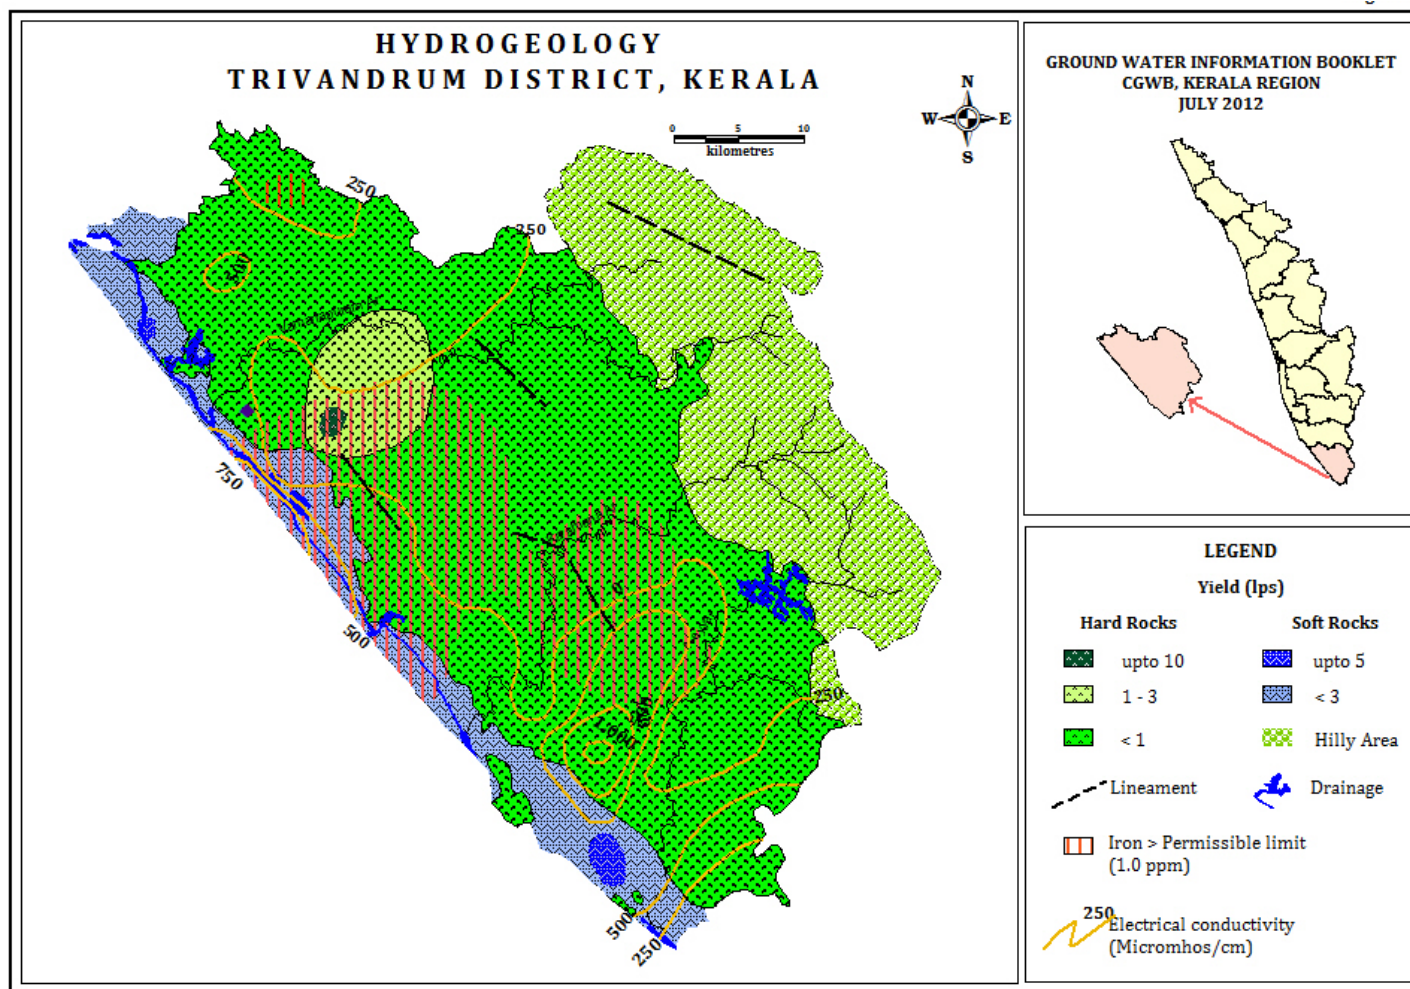 HYDROGEOLOGY
TRIVANDRUM DISTRICT, KERALA
N
W E
S
0 5 10
kilometres
250
250
500
750
500
1000
250
500
250
GROUND WATER INFORMATION BOOKLET
CGWB, KERALA REGION
JULY 2012
LEGEND
Yield (lps)
Hard Rocks
Soft Rocks
upto 10
upto 5
1 - 3
< 3
< 1
Hilly Area
Lineament
Drainage
Iron > Permissible limit
(1.0 ppm)
250
Electrical conductivity
(Micromhos/cm)